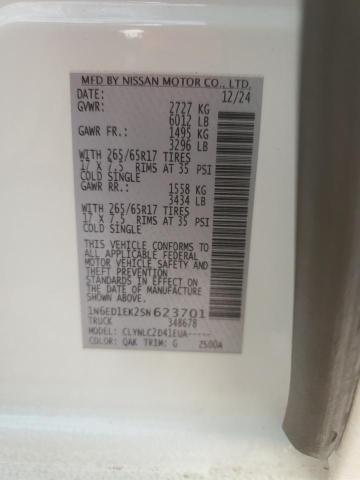 MFD BY NISSAN MOTOR CO., LTD.
DATE: 12/24
GVWR: 2727 KG
6012 LB
GAWR FR.: 1495 KG
3296 LB
WITH 265/65R17 TIRES
17 X 7.5 RIMS AT 35 PSI
COLD SINGLE
GAWR RR.: 1558 KG
3434 LB
WITH 265/65R17 TIRES
17 X 7.5 RIMS AT 35 PSI
COLD SINGLE
THIS VEHICLE CONFORMS TO
ALL APPLICABLE FEDERAL
MOTOR VEHICLE SAFETY AND
THEFT PREVENTION
STANDARDS IN EFFECT ON
THE DATE OF MANUFACTURE
SHOWN ABOVE.
1N6ED1EK2SN623701
TRUCK 348678
MODEL: CLYNLC2D41EUA-----
COLOR: QAK TRIM: G 2500A